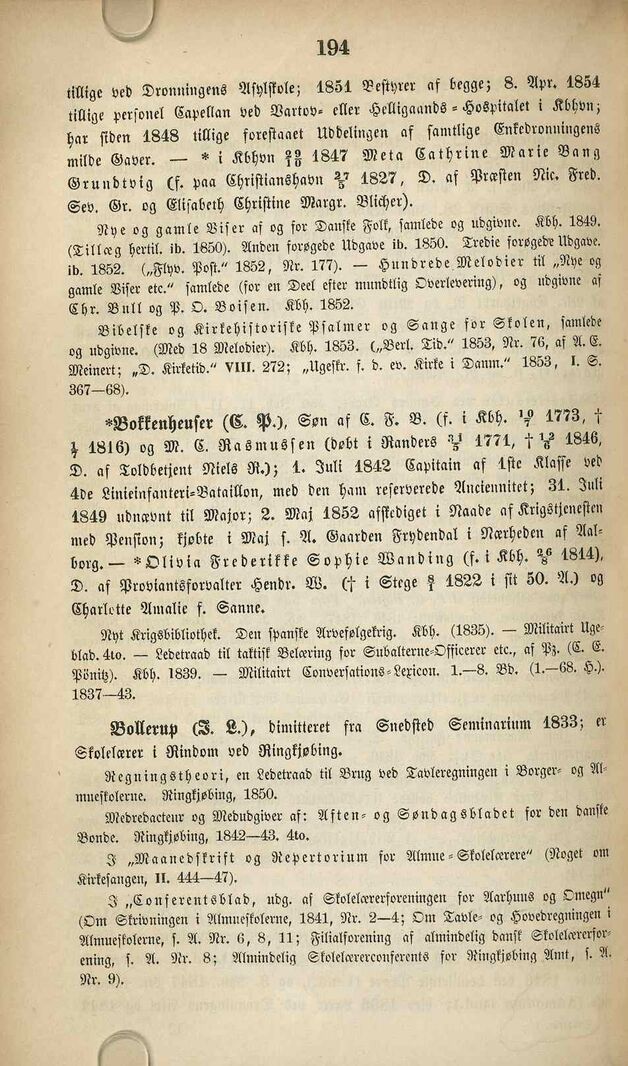 194
tillige ved Dronningens Asylskole; 1851 Bestyrer af begge; 8. Apr. 1854
tillige personel Capellan ved Vartov- eller Helligaands-Hospitalet i Kbhvn;
har siden 1848 tillige forestaaet Uddelingen af samtlige Enkedronningens
milde Gaver. — * i Kbhvn 29/10 1847 Meta Cathrine Marie Bang
Grundtvig (f. paa Christianshavn 27/5 1827, D. af Præsten Nic. Fred.
Sev. Gr. og Elisabeth Christine Margr. Blicher).
Nye og gamle Viser af og for Danske Folk, samlede og udgivne. Kbh. 1849.
(Tillæg hertil. ib. 1850). Anden forøgede Udgave ib. 1850. Tredie forøgede Udgave.
ib. 1852. („Flyv. Post." 1852, Nr. 177). — Hundrede Melodier til „Nye og
gamle Viser etc." samlede (for en Deel efter mundtlig Overlevering), og udgivne af
Chr. Bull og P. O. Boisen. Kbh. 1852.
Bibelske og Kirkehistoriske Psalmer og Sange for Skolen, samlede
og udgivne. (Med 18 Melodier). Kbh. 1853. („Berl. Tid." 1853, Nr. 76, af A. E.
Meinert; „D. Kirketid." VIII. 272; „Ugeskr. f. d. ev. Kirke i Danm." 1853, I. S.
367—68).
*Bokkenheuser (C. P.), Søn af C. F. B. (f. i Kbh. 10/9 1773, †
1816) og M. C. Rasmussen (døbt i Randers 1771, † 1846,
D. af Toldbetjent Niels R.); 1. Juli 1842 Capitain af 1ste Klasse ved
4de Linieinfanteri-Bataillon, med den ham reserverede Anciennitet; 31. Juli
1849 udnævnt til Major; 2. Maj 1852 afskediget i Naade af Krigstjenesten
med Pension; kjøbte i Maj s. A. Gaarden Frydendal i Nærheden af Aal-
borg. — *Olivia Frederikke Sophie Wanding (f. i Kbh. 1814),
D. af Proviantsforvalter Hendr. W. († i Stege 1822 i sit 50. A.) og
Charlotte Amalie f. Sanne.
Nyt Krigsbibliothek. Den spanske Arvefølgekrig. Kbh. (1835). — Militairt Uge-
blad. 4to. — Ledetraad til taktisk Belæring for Subalterne-Officerer etc., af Pz. (C. E.
Pönitz). Kbh. 1839. — Militairt Conversations-Lexicon. 1.—8. Bd. (1.—68. H.).
1837—43.
Bollerup (J. L.), dimitteret fra Snedsted Seminarium 1833; er
Skolelærer i Rindom ved Ringkjøbing.
Regningstheori, en Ledetraad til Brug ved Tavleregningen i Borger- og Al-
mueskolerne. Ringkjøbing, 1850.
Medredacteur og Medudgiver af: Aften- og Søndagsbladet for den danske
Bonde. Ringkjøbing, 1842—43. 4to.
I „Maanedskrift og Repertorium for Almue-Skolelærere" (Noget om
Kirkesangen, II. 444—47).
I „Conferentsblad, udg. af Skolelærerforeningen for Aarhuus og Omegn"
(Om Skrivningen i Almueskolerne, 1841, Nr. 2—4; Om Tavle- og Hovedregningen i
Almueskolerne, s. A. Nr. 6, 8, 11; Filialforening af almindelig dansk Skolelærerfor-
ening, s. A. Nr. 8; Almindelig Skolelærerconferents for Ringkjøbing Amt, s. A.
Nr. 9).